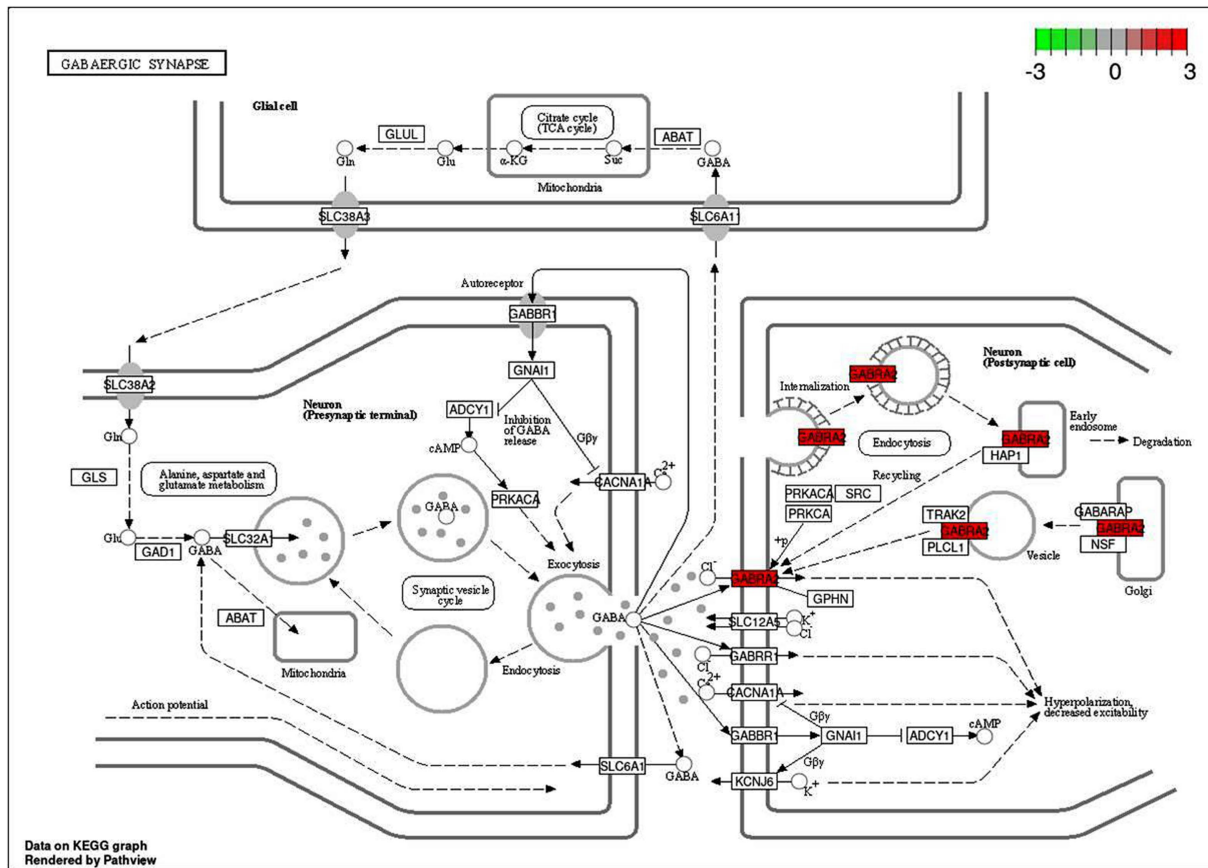 GABAERGIC SYNAPSE
-3
0
3
Glial cell
Citrate cycle
(TCA cycle)
GLUL
ABAT
Gln
Glu
α-KG
Suc
GABA
Mitochondria
SLC38A3
SLC6A11
Autoreceptor
GABBR1
SLC38A2
Neuron
(Presynaptic terminal)
GNAI1
ADCY1
Inhibition
of GABA
release
cAMP
Gβγ
CACNA1A
C2+
PRKACA
Gln
GLS
Alanine, aspartate and
glutamate metabolism
GABA
Glu
GAD1
GABA
SLC32A1
Exocytosis
Synaptic vesicle
cycle
GABA
ABAT
Mitochondria
Endocytosis
Action potential
SLC6A1
GABA
Neuron
(Postsynaptic cell)
GABRA2
Internalization
GABRA2
Endocytosis
GABRA2
HAP1
Early
endosome
Degradation
Recycling
PRKACA
SRC
PRKCA
+p
TRAK2
GABRA2
PLCL1
Vesicle
GABARAP
GABRA2
NSF
Golgi
Cl-
GABRA2
GPHN
SLC12A5
K+
Cl
Cl-
GABRR1
C2+
CACNA1A
Gβγ
Hyperpolarization,
decreased excitability
GABBR1
GNAI1
ADCY1
cAMP
Gβγ
KCNJ6
K+
Data on KEGG graph
Rendered by Pathview